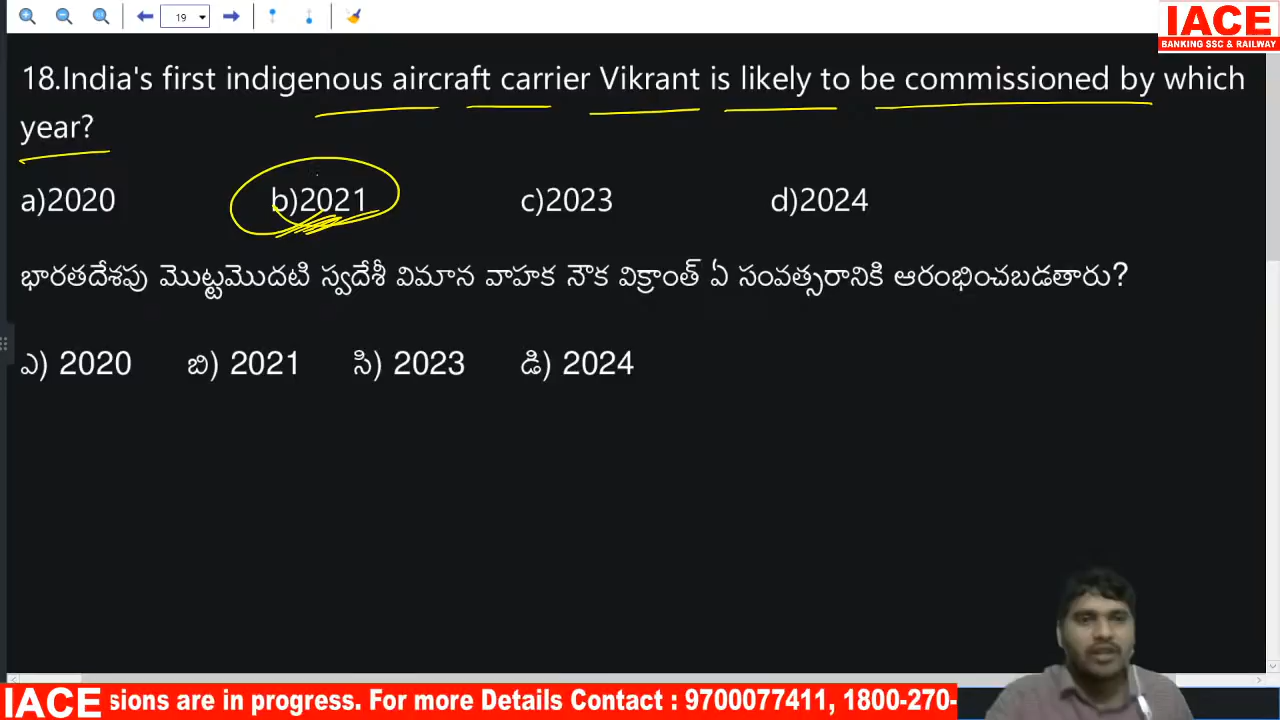 19
IACE
BANKING SSC & RAILWAY
18.India's first indigenous aircraft carrier Vikrant is likely to be commissioned by which
year?
a)2020 b)2021 c)2023 d)2024
భారతదేశపు మొట్టమొదటి స్వదేశీ విమాన వాహక నౌక విక్రాంత్ ఏ సంవత్సరానికి ఆరంభించబడతారు?
ఎ) 2020 బి) 2021 సి) 2023 డి) 2024
IACE sions are in progress. For more Details Contact : 9700077411, 1800-270-